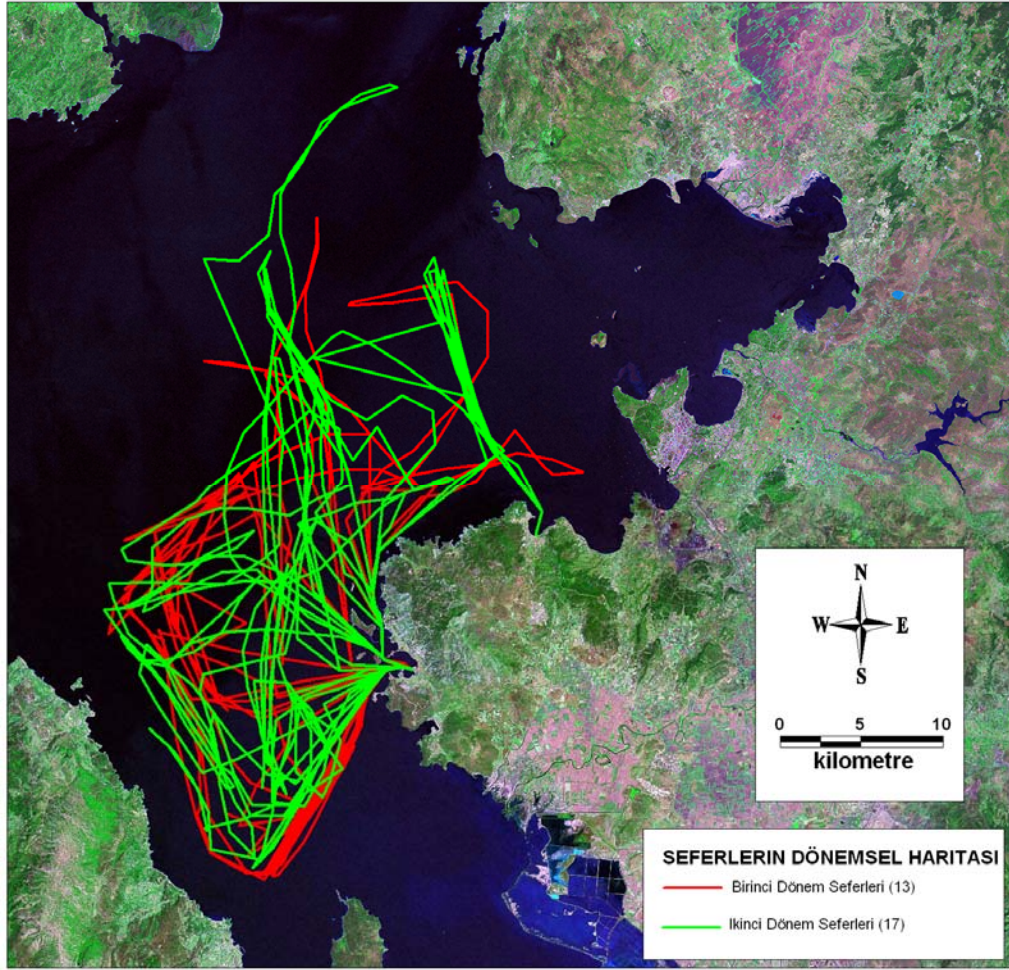 N
W E
S
0 5 10
kilometre
SEFERLERIN DÖNEMSEL HARITASI
Birinci Dönem Seferleri (13)
Ikinci Dönem Seferleri (17)